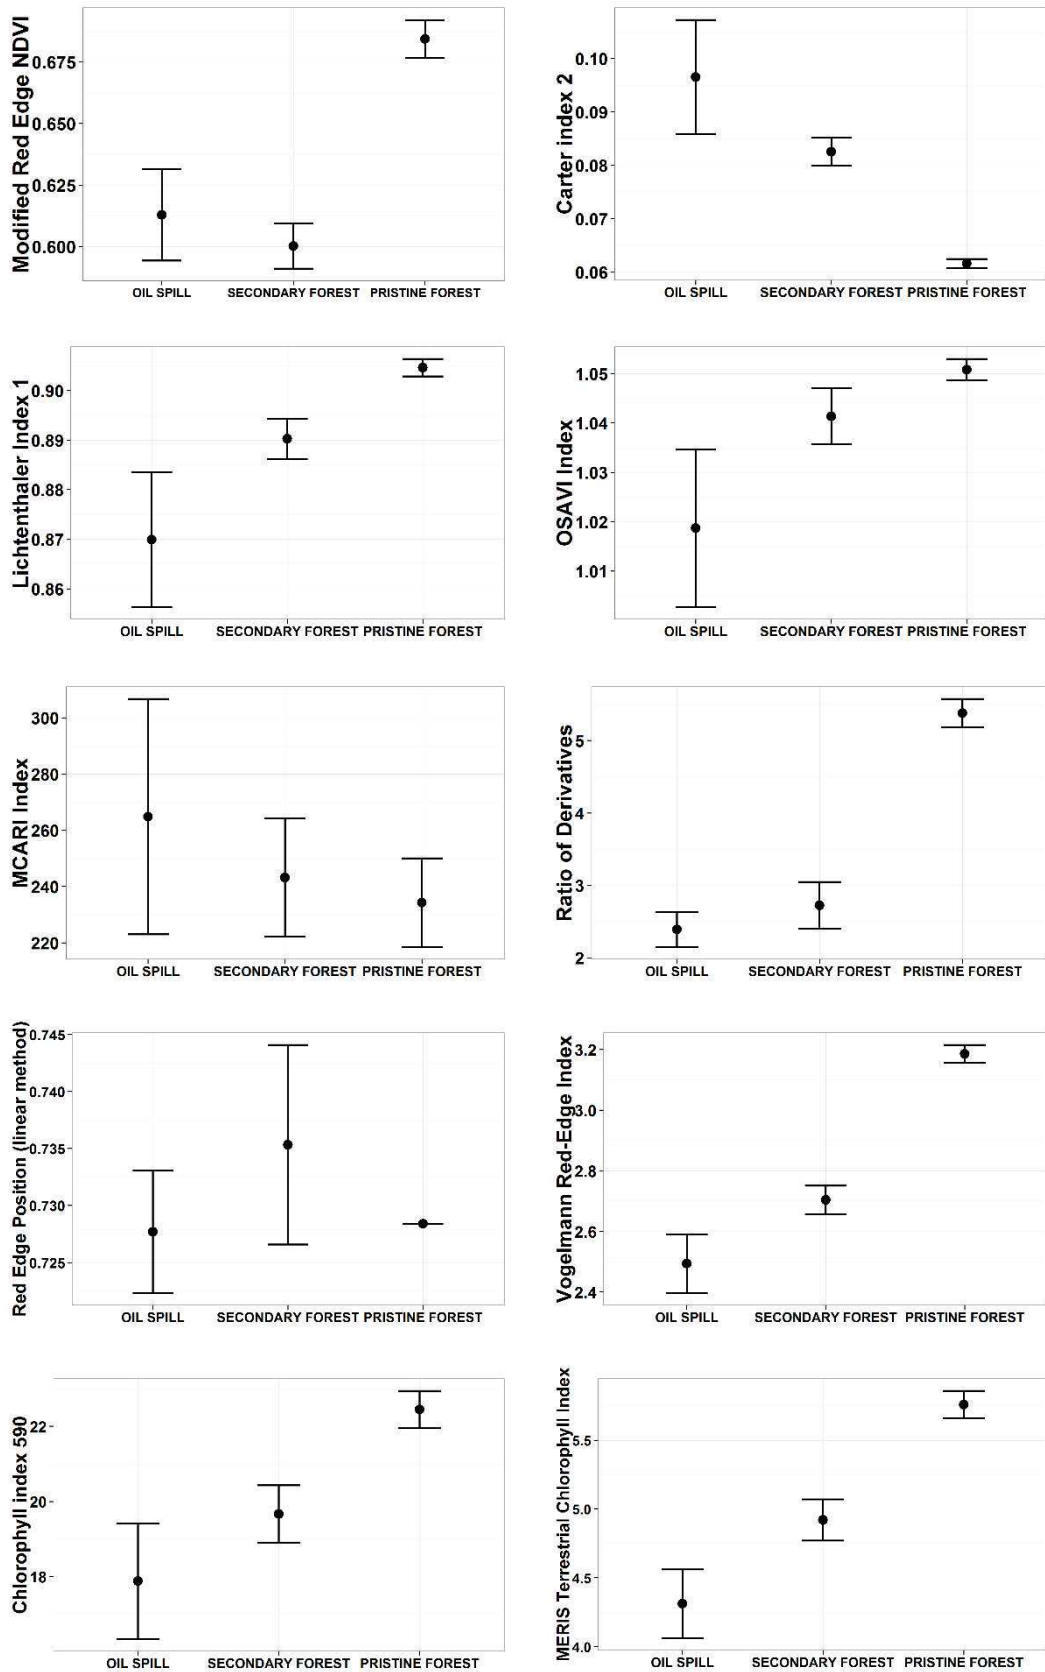 Modified Red Edge NDVI
0.675
0.650
0.625
0.600
OIL SPILL SECONDARY FOREST PRISTINE FOREST
Carter index 2
0.10
0.09
0.08
0.07
0.06
OIL SPILL SECONDARY FOREST PRISTINE FOREST
Lichtenthaler Index 1
0.90
0.89
0.88
0.87
0.86
OIL SPILL SECONDARY FOREST PRISTINE FOREST
OSAVI Index
1.05
1.04
1.03
1.02
1.01
OIL SPILL SECONDARY FOREST PRISTINE FOREST
MCARI Index
300
280
260
240
220
OIL SPILL SECONDARY FOREST PRISTINE FOREST
Ratio of Derivatives
5
4
3
2
OIL SPILL SECONDARY FOREST PRISTINE FOREST
Red Edge Position (linear method)
0.745
0.740
0.735
0.730
0.725
OIL SPILL SECONDARY FOREST PRISTINE FOREST
Vogelmann Red-Edge Index
3.2
3.0
2.8
2.6
2.4
OIL SPILL SECONDARY FOREST PRISTINE FOREST
Chlorophyll index 590
22
20
18
OIL SPILL SECONDARY FOREST PRISTINE FOREST
MERIS Terrestrial Chlorophyll Index
5.5
5.0
4.5
4.0
OIL SPILL SECONDARY FOREST PRISTINE FOREST